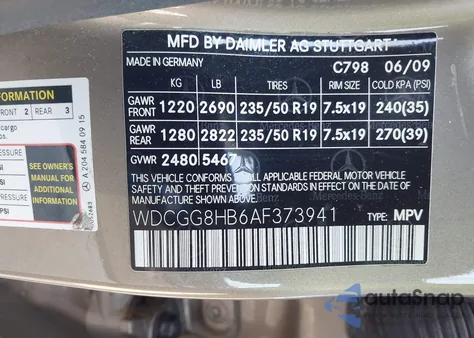 MFD BY DAIMLER AG STUTTGART
MADE IN GERMANY C798 06/09
KG LB TIRES RIM SIZE COLD KPA (PSI)
GAWR FRONT 1220 2690 235/50 R19 7.5x19 240(35)
GAWR REAR 1280 2822 235/50 R19 7.5x19 270(39)
GVWR 2480 5467
THIS VEHICLE CONFORMS TO ALL APPLICABLE FEDERAL
MOTOR VEHICLE SAFETY STANDARDS IN EFFECT ON THE DATE
OF MANUFACTURE SHOWN ABOVE.
WDCGG8HB6AF373941 TYPE: MPV
INFORMATION
FRONT 2 REAR 3
cargo
SEE OWNER'S
MANUAL FOR
ADDITIONAL
INFORMATION
A 204 584 09 15
autoSnap